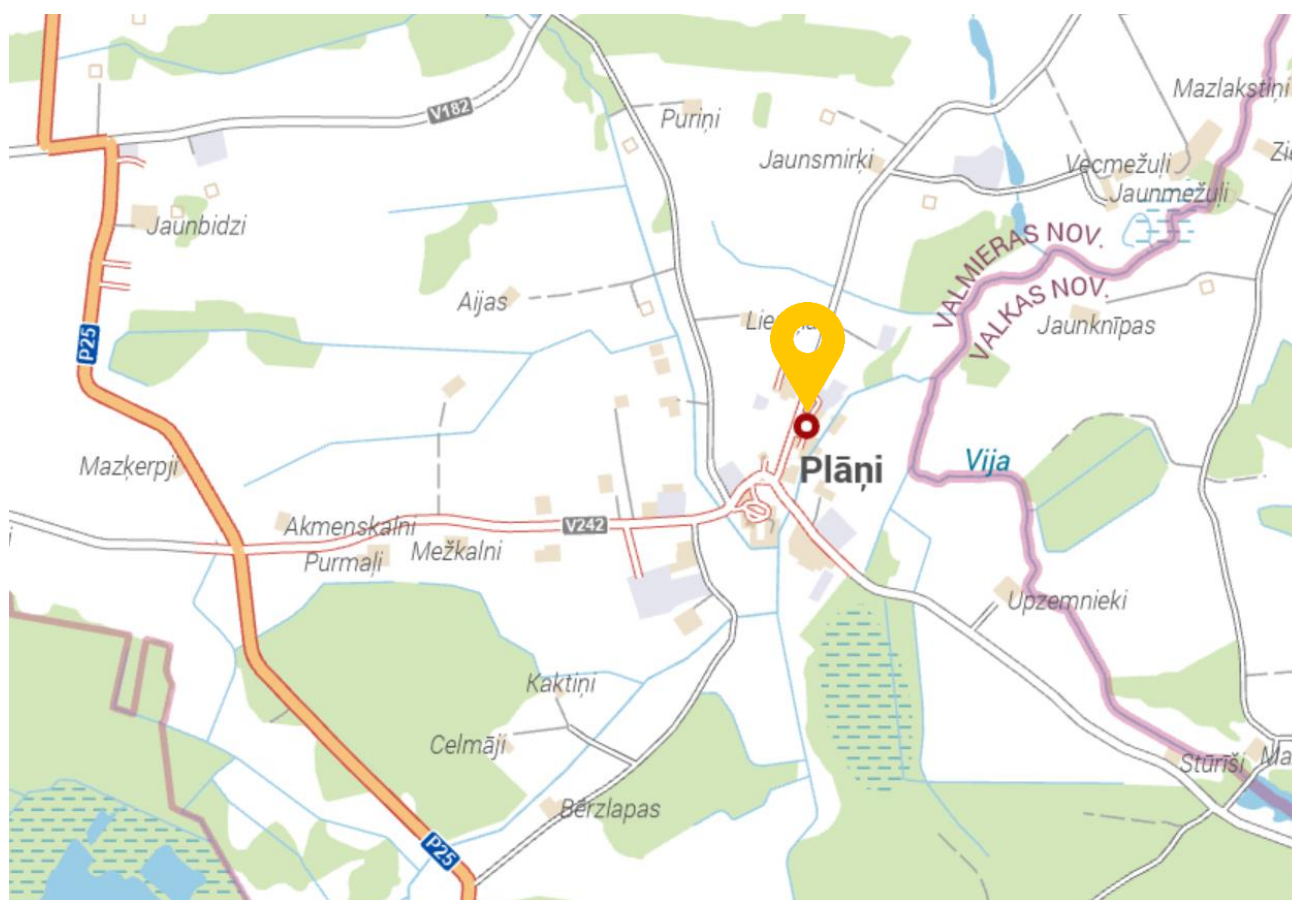 Mazlakstiņi
V182
Puriņi
Jaunsmirķi
Vecmežuļi
Jaunmežuļi
Jaunbidzi
VALMIERAS NOV.
VALKAS NOV.
Aijas
Jaunknīpas
P25
Mazķerpji
Plāņi
Vija
Akmenskalni
V242
Purmaļi
Mežkalni
Upzemnieki
Kaktiņi
Celmāji
Stūrīši
Bērzlapas
P25